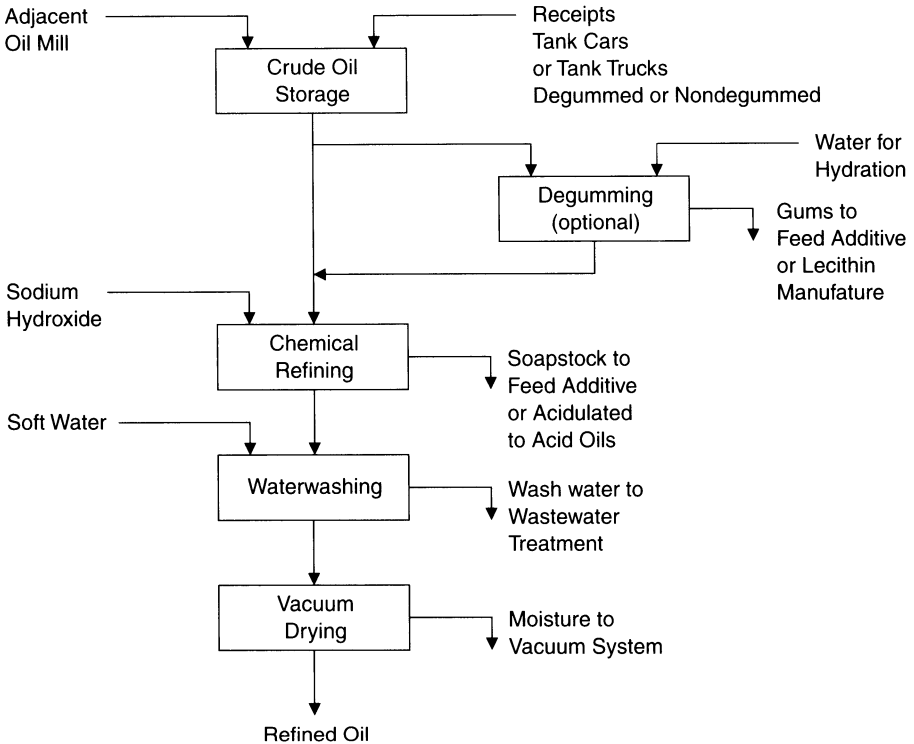 Adjacent
Oil Mill
Receipts
Tank Cars
or Tank Trucks
Degummed or Nondegummed
Crude Oil
Storage
Water for
Hydration
Degumming
(optional)
Gums to
Feed Additive
or Lecithin
Manufature
Sodium
Hydroxide
Chemical
Refining
Soapstock to
Feed Additive
or Acidulated
to Acid Oils
Soft Water
Waterwashing
Wash water to
Wastewater
Treatment
Vacuum
Drying
Moisture to
Vacuum System
Refined Oil